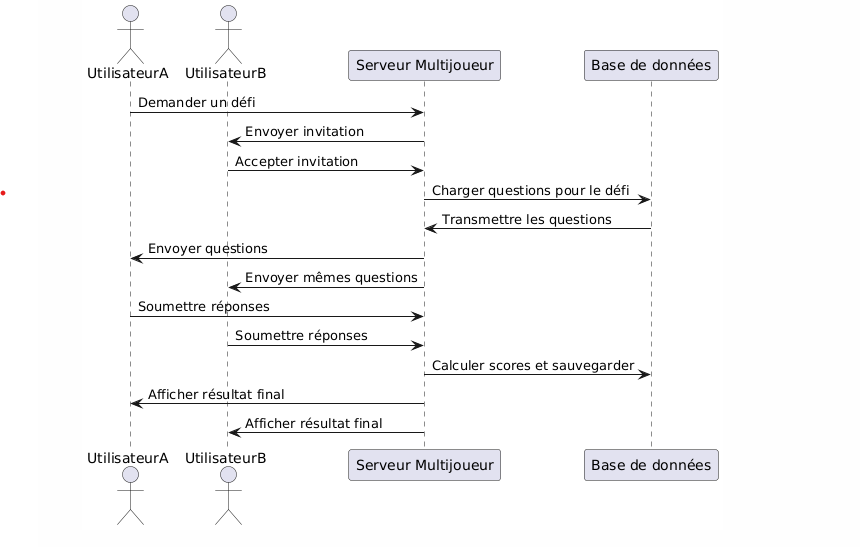 UtilisateurA
UtilisateurB
Serveur Multijoueur
Base de données
Demander un défi
Envoyer invitation
Accepter invitation
Charger questions pour le défi
Transmettre les questions
Envoyer questions
Envoyer mêmes questions
Soumettre réponses
Soumettre réponses
Calculer scores et sauvegarder
Afficher résultat final
Afficher résultat final
UtilisateurA
UtilisateurB
Serveur Multijoueur
Base de données